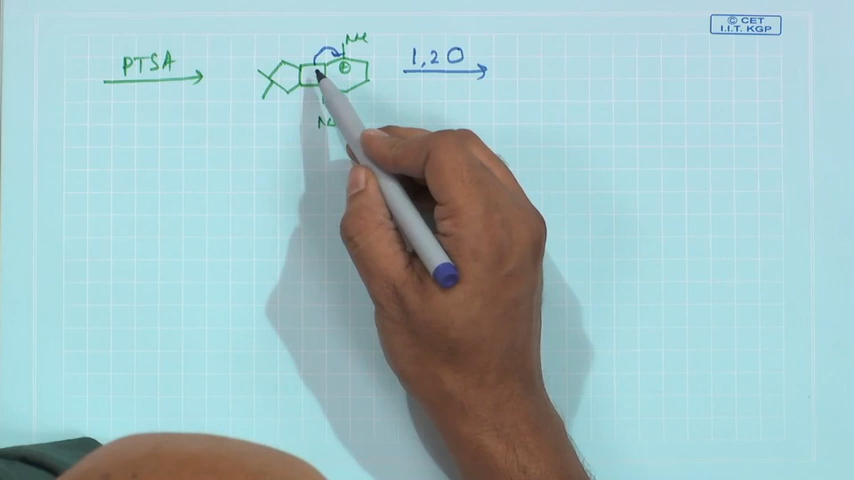 © CET
I.I.T. KGP
Me
PTSA
⊕
1,2 O